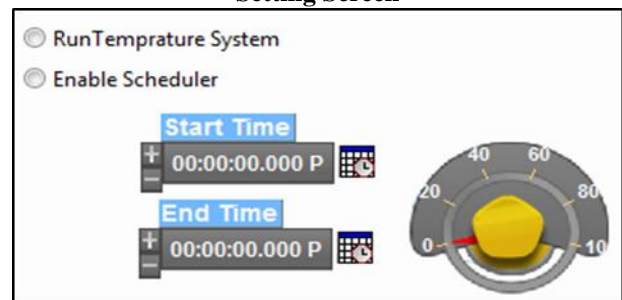 Setting Screen
RunTemprature System
Enable Scheduler
Start Time
+ 00:00:00.000 P
−
End Time
+ 00:00:00.000 P
−
40 60
20 80
0 10